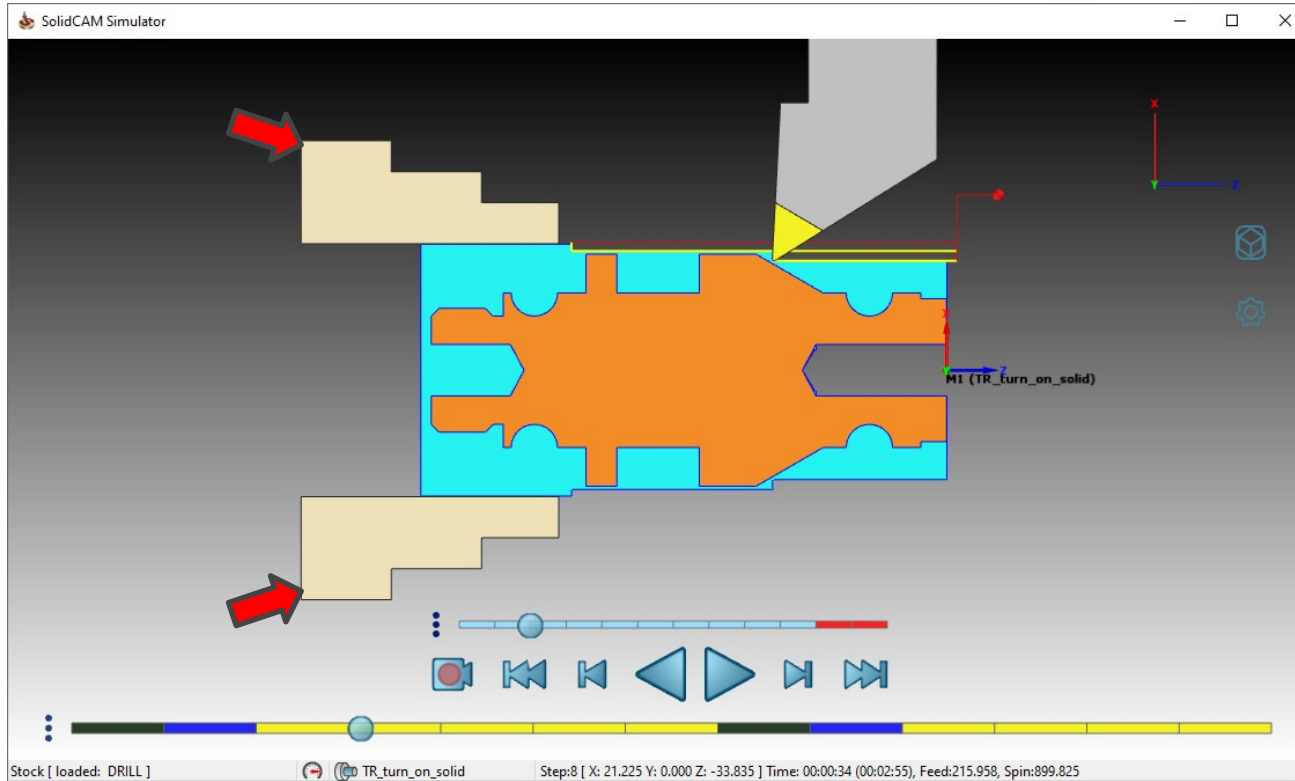 SolidCAM Simulator
X
Y
Z
X
Z
M1 (TR_turn_on_solid)
Stock [ loaded: DRILL ] TR_turn_on_solid Step:8 [ X: 21.225 Y: 0.000 Z: -33.835 ] Time: 00:00:34 (00:02:55), Feed:215.958, Spin:899.825